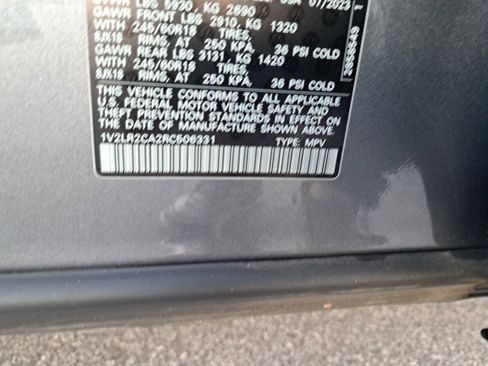 07/2023
LBS 5930, KG 2690
GAWR FRONT LBS 2910, KG 1320
WITH 245/60R18 TIRES,
8JX18 RIMS, AT 250 KPA, 36 PSI COLD
GAWR REAR LBS 3131, KG 1420
WITH 245/60R18 TIRES,
8JX18 RIMS, AT 250 KPA, 36 PSI COLD
THIS VEHICLE CONFORMS TO ALL APPLICABLE
U.S. FEDERAL MOTOR VEHICLE SAFETY AND
THEFT PREVENTION STANDARDS IN EFFECT ON
THE DATE OF MANUFACTURE SHOWN ABOVE.
1V2LR2CA2RC506331 TYPE: MPV